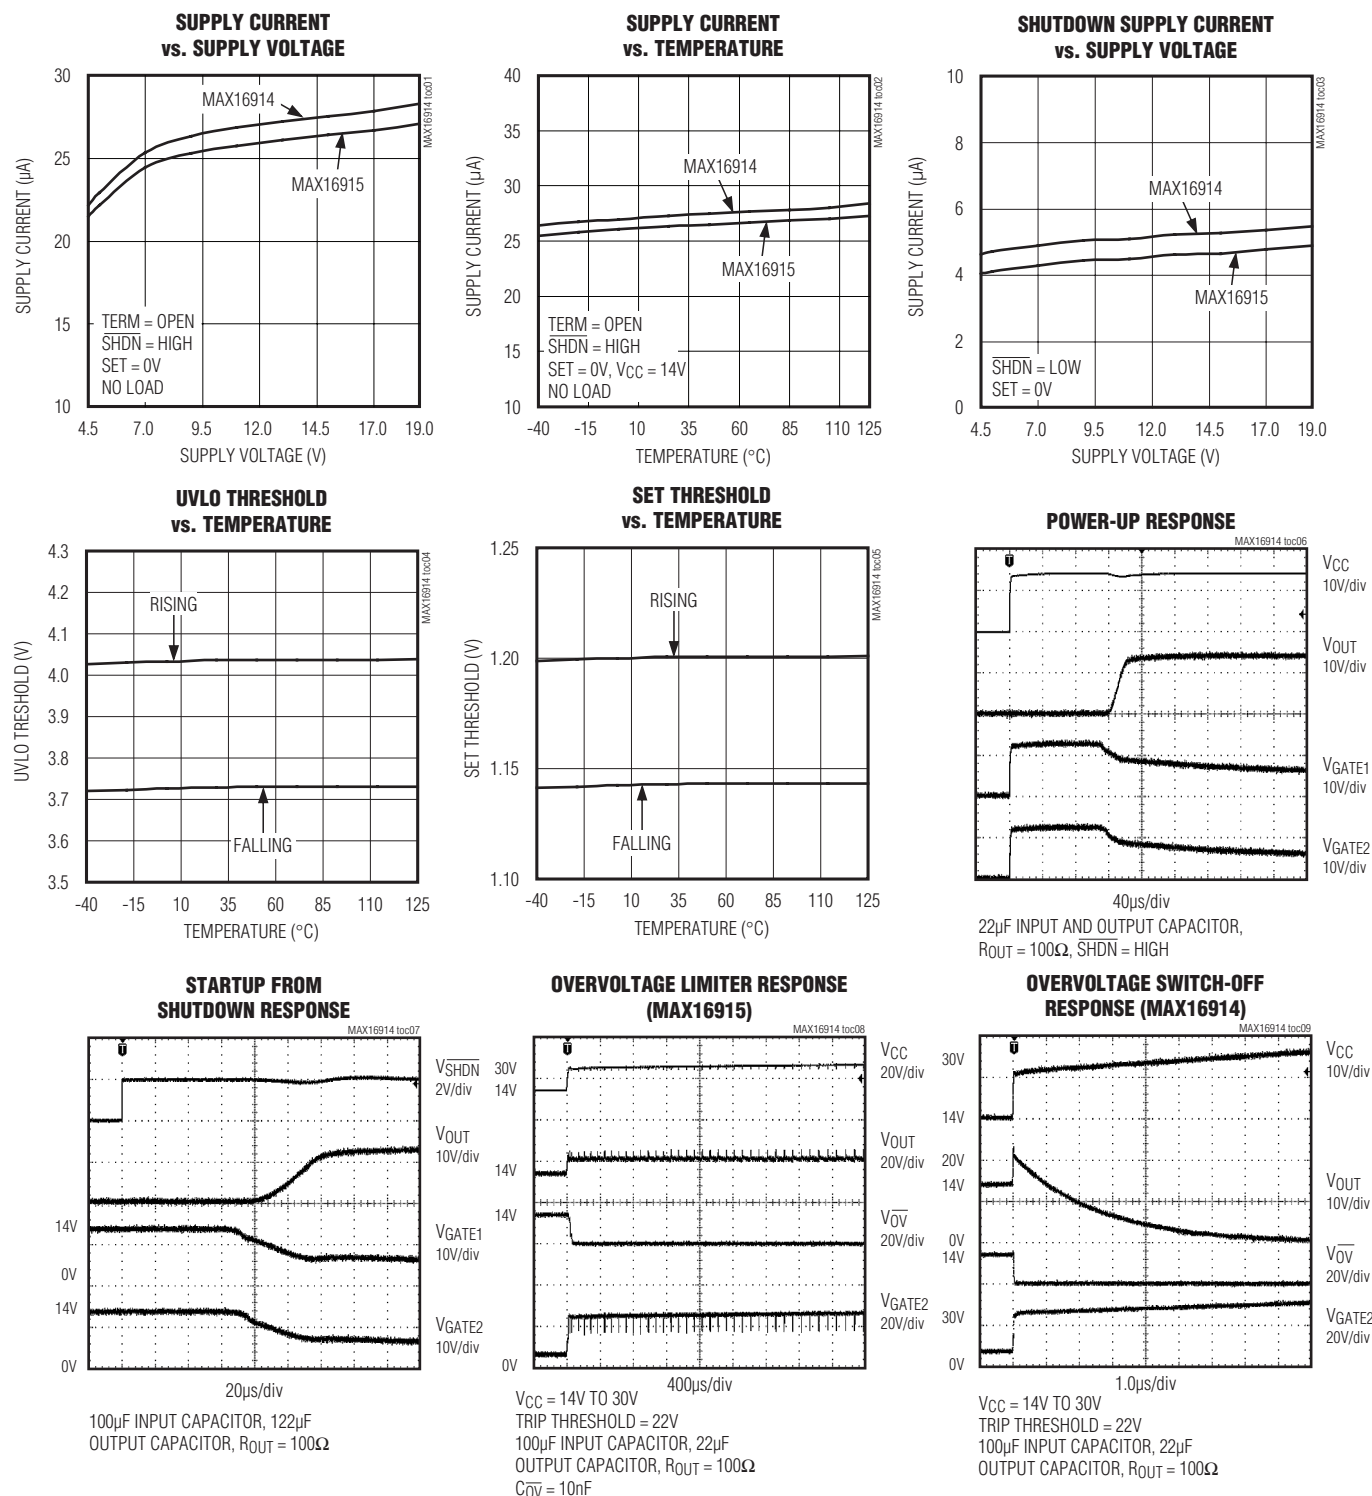 SUPPLY CURRENT
vs. SUPPLY VOLTAGE
MAX16914 toc01
30
25
20
15
10
SUPPLY CURRENT (µA)
MAX16914
MAX16915
TERM = OPEN
SHDN = HIGH
SET = 0V
NO LOAD
4.5 7.0 9.5 12.0 14.5 17.0 19.0
SUPPLY VOLTAGE (V)
SUPPLY CURRENT
vs. TEMPERATURE
MAX16914 toc02
40
35
30
25
20
15
10
SUPPLY CURRENT (µA)
MAX16914
MAX16915
TERM = OPEN
SHDN = HIGH
SET = 0V, VCC = 14V
NO LOAD
-40 -15 10 35 60 85 110 125
TEMPERATURE (°C)
SHUTDOWN SUPPLY CURRENT
vs. SUPPLY VOLTAGE
MAX16914 toc03
10
8
6
4
2
0
SUPPLY CURRENT (µA)
MAX16914
MAX16915
SHDN = LOW
SET = 0V
4.5 7.0 9.5 12.0 14.5 17.0 19.0
SUPPLY VOLTAGE (V)
UVLO THRESHOLD
vs. TEMPERATURE
MAX16914 toc04
4.3
4.2
4.1
4.0
3.9
3.8
3.7
3.6
3.5
UVLO TRESHOLD (V)
RISING
FALLING
-40 -15 10 35 60 85 110 125
TEMPERATURE (°C)
SET THRESHOLD
vs. TEMPERATURE
MAX16914 toc05
1.25
1.20
1.15
1.10
SET THRESHOLD (V)
RISING
FALLING
-40 -15 10 35 60 85 110 125
TEMPERATURE (°C)
POWER-UP RESPONSE
MAX16914 toc06
T
VCC
10V/div
VOUT
10V/div
VGATE1
10V/div
VGATE2
10V/div
40µs/div
22µF INPUT AND OUTPUT CAPACITOR,
ROUT = 100Ω, SHDN = HIGH
STARTUP FROM
SHUTDOWN RESPONSE
MAX16914 toc07
T
VSHDN
2V/div
VOUT
10V/div
14V
VGATE1
10V/div
0V
14V
VGATE2
10V/div
0V
20µs/div
100µF INPUT CAPACITOR, 122µF
OUTPUT CAPACITOR, ROUT = 100Ω
OVERVOLTAGE LIMITER RESPONSE
(MAX16915)
MAX16914 toc08
T
30V
14V
VCC
20V/div
14V
VOUT
20V/div
14V
VOV
20V/div
VGATE2
20V/div
0V
400µs/div
VCC = 14V TO 30V
TRIP THRESHOLD = 22V
100µF INPUT CAPACITOR, 22µF
OUTPUT CAPACITOR, ROUT = 100Ω
COV = 10nF
OVERVOLTAGE SWITCH-OFF
RESPONSE (MAX16914)
MAX16914 toc09
T
30V
14V
VCC
10V/div
20V
14V
VOUT
10V/div
0V
14V
VOV
20V/div
30V
VGATE2
20V/div
0V
1.0µs/div
VCC = 14V TO 30V
TRIP THRESHOLD = 22V
100µF INPUT CAPACITOR, 22µF
OUTPUT CAPACITOR, ROUT = 100Ω